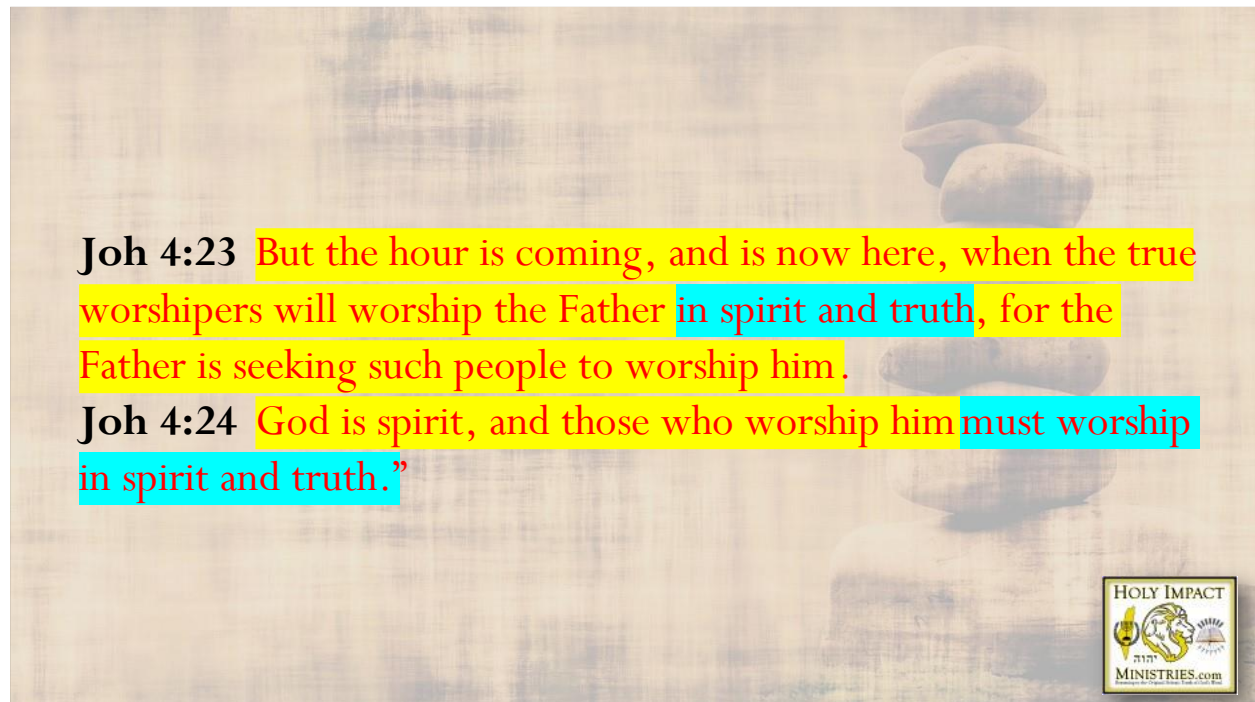 Joh 4:23 But the hour is coming, and is now here, when the true
worshipers will worship the Father in spirit and truth, for the
Father is seeking such people to worship him.
Joh 4:24 God is spirit, and those who worship him must worship
in spirit and truth.”
HOLY IMPACT
יהוה
MINISTRIES.com